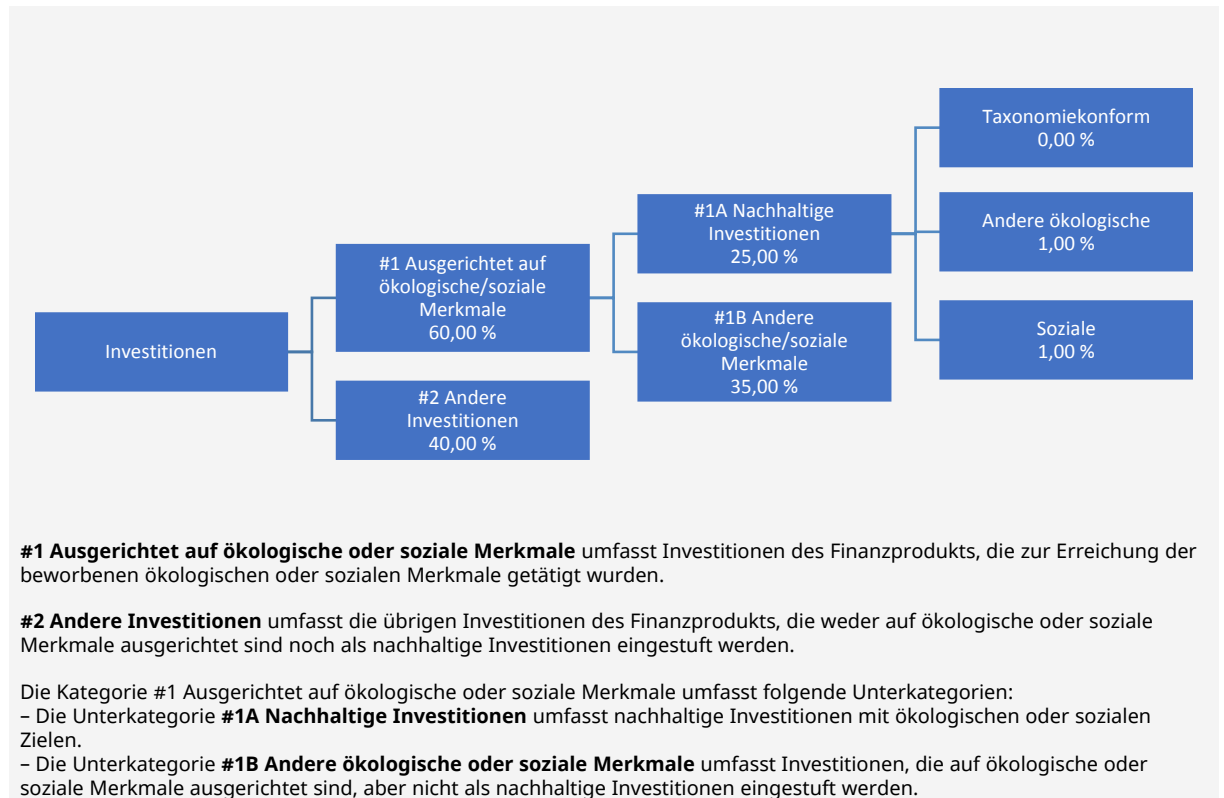 Investitionen
#1 Ausgerichtet auf
ökologische/soziale
Merkmale
60,00 %
#2 Andere
Investitionen
40,00 %
#1A Nachhaltige
Investitionen
25,00 %
#1B Andere
ökologische/soziale
Merkmale
35,00 %
Taxonomiekonform
0,00 %
Andere ökologische
1,00 %
Soziale
1,00 %
#1 Ausgerichtet auf ökologische oder soziale Merkmale umfasst Investitionen des Finanzprodukts, die zur Erreichung der
beworbenen ökologischen oder sozialen Merkmale getätigt wurden.
#2 Andere Investitionen umfasst die übrigen Investitionen des Finanzprodukts, die weder auf ökologische oder soziale
Merkmale ausgerichtet sind noch als nachhaltige Investitionen eingestuft werden.
Die Kategorie #1 Ausgerichtet auf ökologische oder soziale Merkmale umfasst folgende Unterkategorien:
– Die Unterkategorie #1A Nachhaltige Investitionen umfasst nachhaltige Investitionen mit ökologischen oder sozialen
Zielen.
– Die Unterkategorie #1B Andere ökologische oder soziale Merkmale umfasst Investitionen, die auf ökologische oder
soziale Merkmale ausgerichtet sind, aber nicht als nachhaltige Investitionen eingestuft werden.